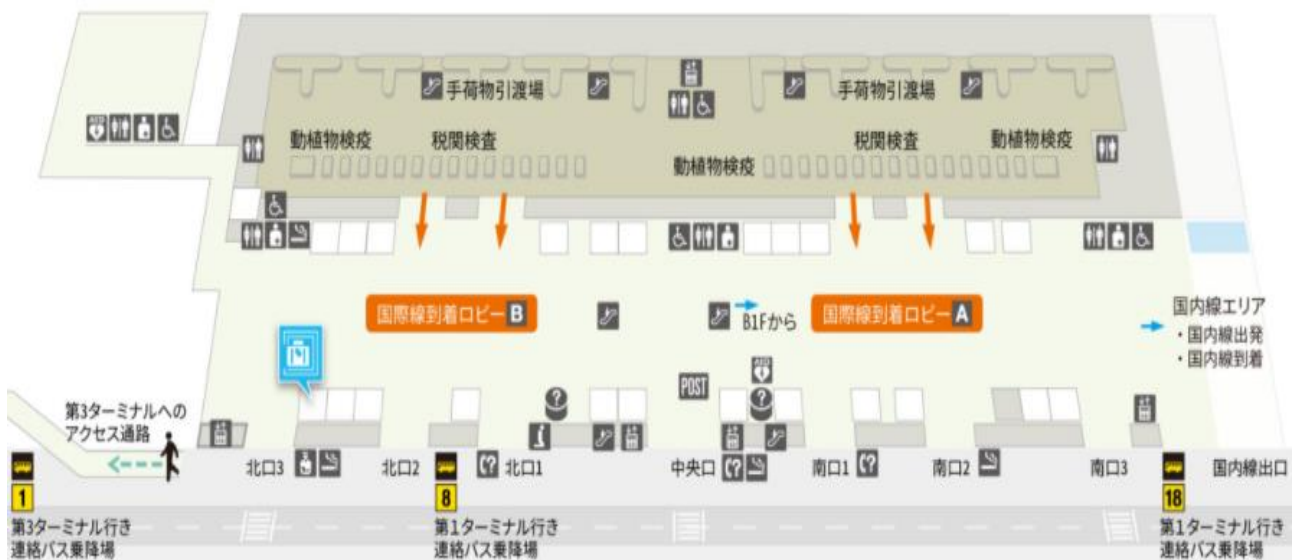 AED
手荷物引渡場
手荷物引渡場
動植物検疫
税関検査
動植物検疫
税関検査
動植物検疫
国際線到着ロビー B
B1Fから
国際線到着ロビー A
国内線エリア
・国内線出発
・国内線到着
POST
AED
第3ターミナルへの
アクセス通路
北口3
北口2
北口1
中央口
南口1
南口2
南口3
国内線出口
1
第3ターミナル行き
連絡バス乗降場
8
第1ターミナル行き
連絡バス乗降場
18
第1ターミナル行き
連絡バス乗降場